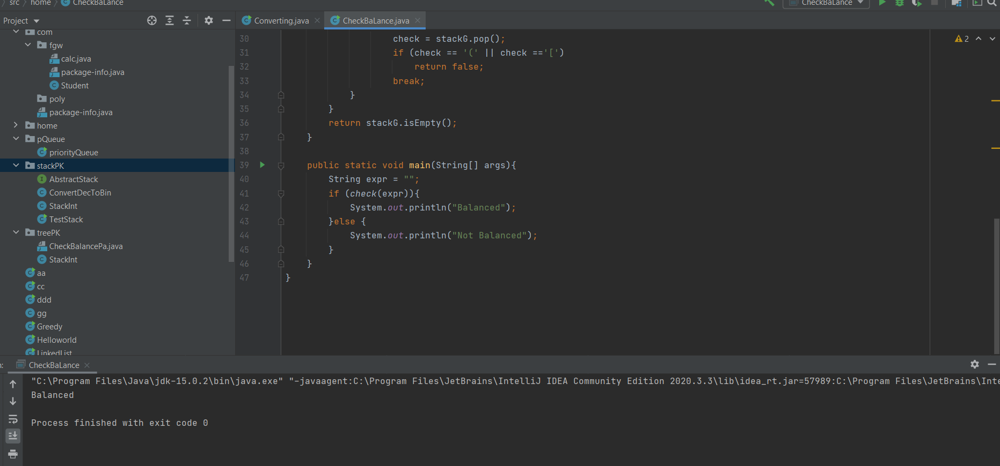 src home CheckBaLance
CheckBaLance
Project
Converting.java
CheckBaLance.java
com
fgw
calc.java
package-info.java
Student
poly
package-info.java
home
pQueue
priorityQueue
stackPK
AbstractStack
ConvertDecToBin
StackInt
TestStack
treePK
CheckBalancePa.java
StackInt
aa
cc
ddd
gg
Greedy
Helloworld
LinkedList
2
30 check = stackG.pop();
31 if (check == '(' || check =='[')
32 return false;
33 break;
34 }
35 }
36 return stackG.isEmpty();
37 }
38
39 public static void main(String[] args){
40 String expr = "";
41 if (check(expr)){
42 System.out.println("Balanced");
43 }else {
44 System.out.println("Not Balanced");
45 }
46 }
47 }
CheckBaLance
"C:\Program Files\Java\jdk-15.0.2\bin\java.exe" "-javaagent:C:\Program Files\JetBrains\IntelliJ IDEA Community Edition 2020.3.3\lib\idea_rt.jar=57989:C:\Program Files\JetBrains\Inte
Balanced
Process finished with exit code 0